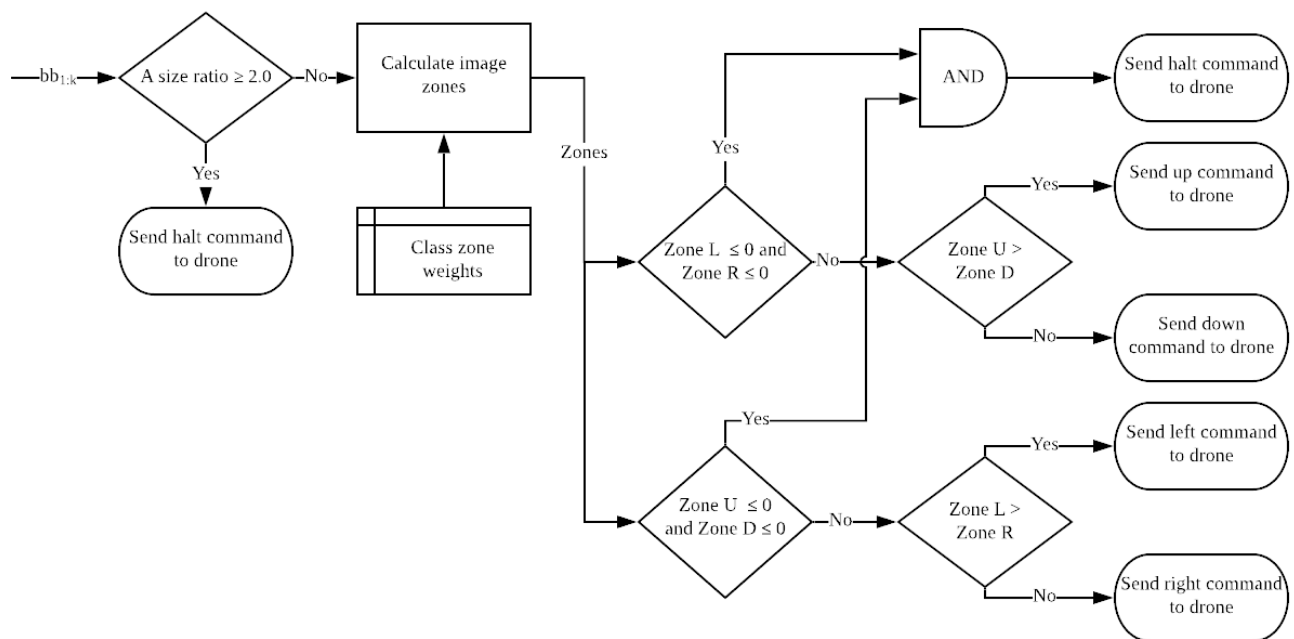 bb1:k
A size ratio ≥ 2.0
No
Yes
Send halt command
to drone
Calculate image
zones
Class zone
weights
Zones
Zone L ≤ 0 and
Zone R ≤ 0
Yes
No
AND
Send halt command
to drone
Zone U >
Zone D
Yes
Send up command
to drone
No
Send down
command to drone
Zone U ≤ 0
and Zone D ≤ 0
Yes
No
Zone L >
Zone R
Yes
Send left command
to drone
No
Send right command
to drone